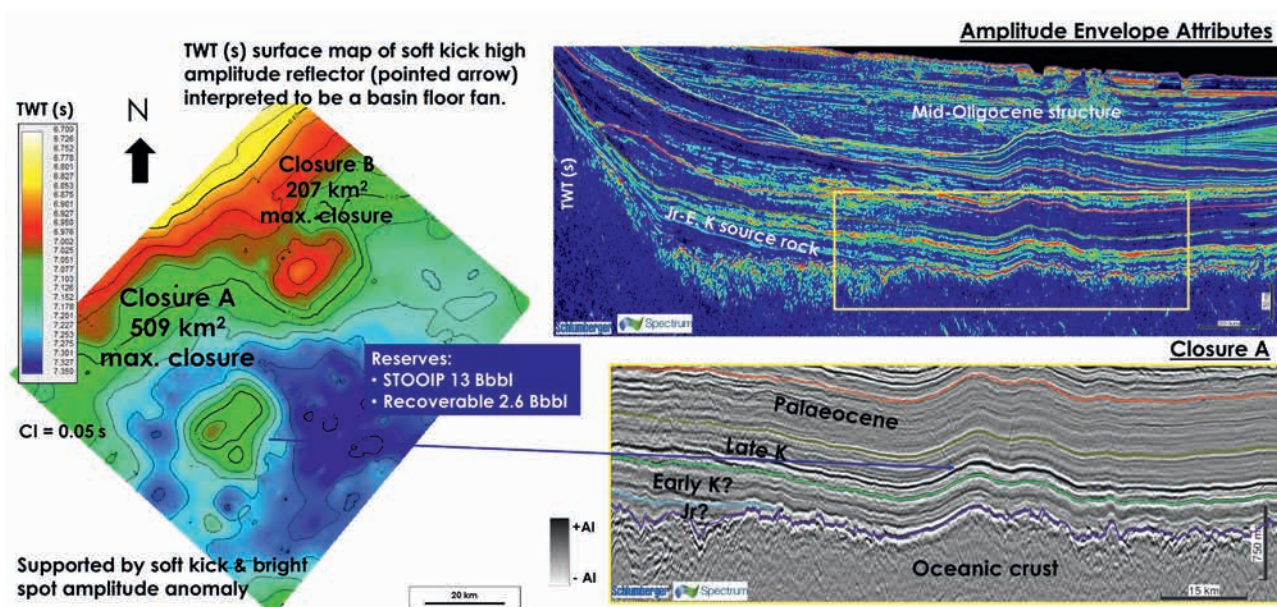 TWT (s) surface map of soft kick high
amplitude reflector (pointed arrow)
interpreted to be a basin floor fan.
TWT (s)
N
6.700
6.726
6.752
6.778
6.801
6.827
6.853
6.876
6.901
6.927
6.950
6.976
7.002
7.025
7.051
7.077
7.103
7.126
7.152
7.178
7.201
7.227
7.253
7.275
7.301
7.327
7.350
Closure B
207 km²
max. closure
Closure A
509 km²
max. closure
CI = 0.05 s
Supported by soft kick & bright
spot amplitude anomaly
20 km
Reserves:
• STOOIP 13 Bbbl
• Recoverable 2.6 Bbbl
Amplitude Envelope Attributes
Mid-Oligocene structure
TWT (s)
Jr-E. K source rock
Schlumberger Spectrum
Closure A
Palaeocene
Late K
Early K?
Jr?
Oceanic crust
+AI
- AI
Schlumberger Spectrum
15 km